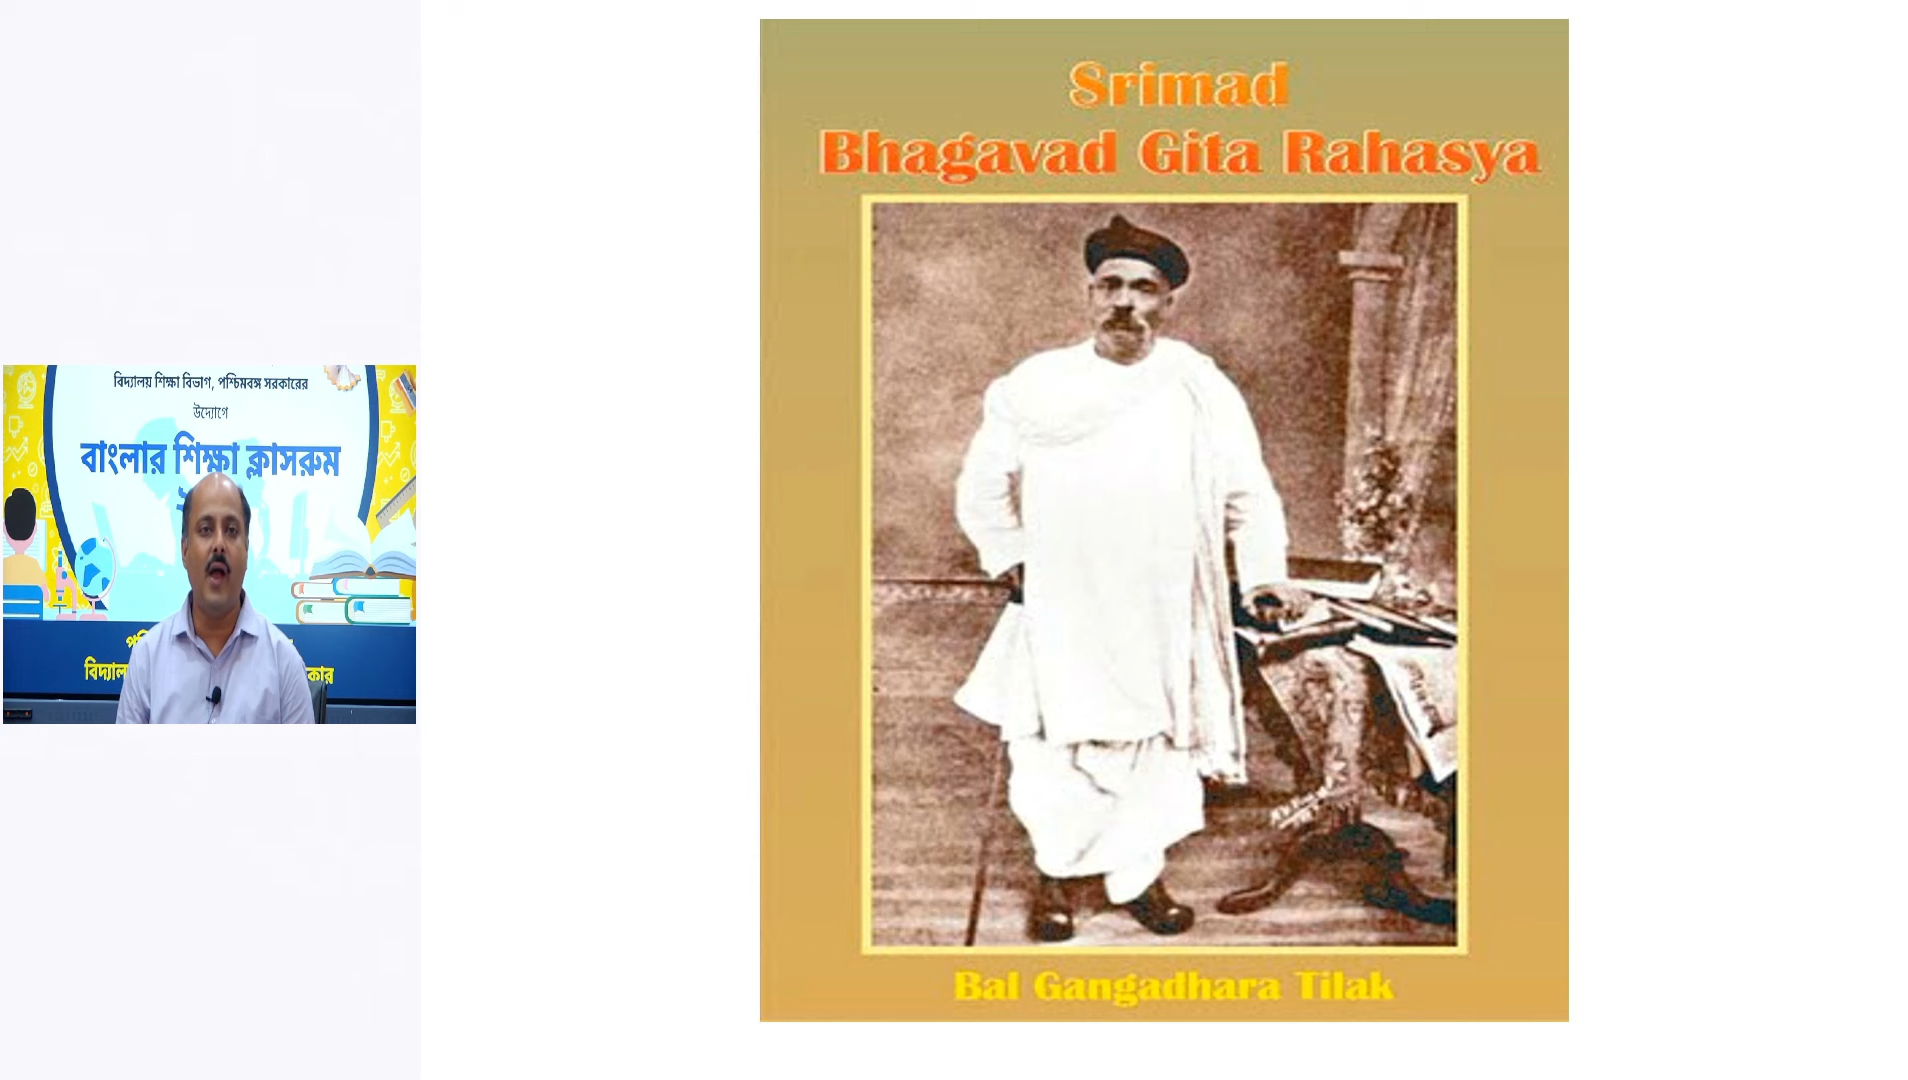 বিদ্যালয় শিক্ষা বিভাগ, পশ্চিমবঙ্গ সরকারের
উদ্যোগে
বাংলার শিক্ষা ক্লাসরুম
Srimad
Bhagavad Gita Rahasya
Bal Gangadhara Tilak